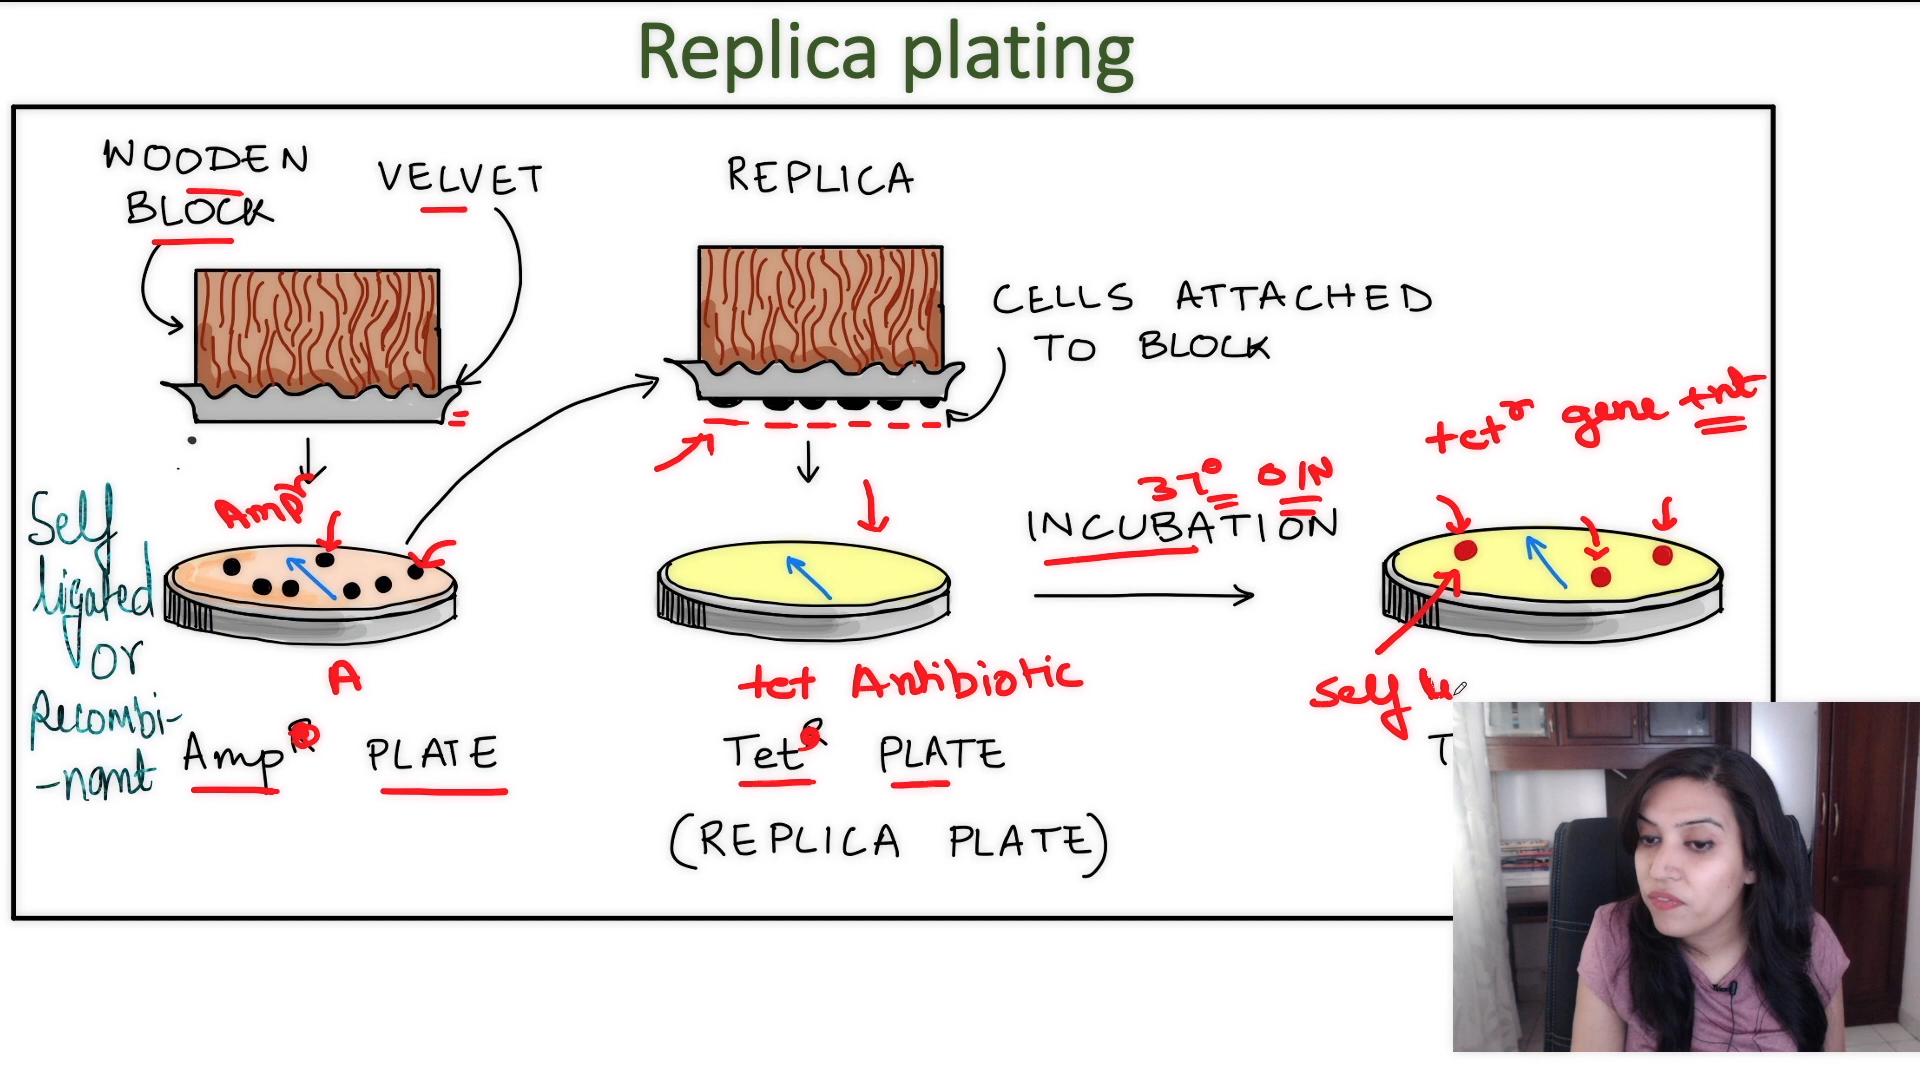 Replica plating
WOODEN
BLOCK
VELVET
REPLICA
CELLS ATTACHED
TO BLOCK
tetr gene +nt
Ampr
37° O/N
INCUBATION
Self
ligated
or
Recombi-
-nant
A
AmpR PLATE
tet Antibiotic
TetR PLATE
(REPLICA PLATE)
Self
T